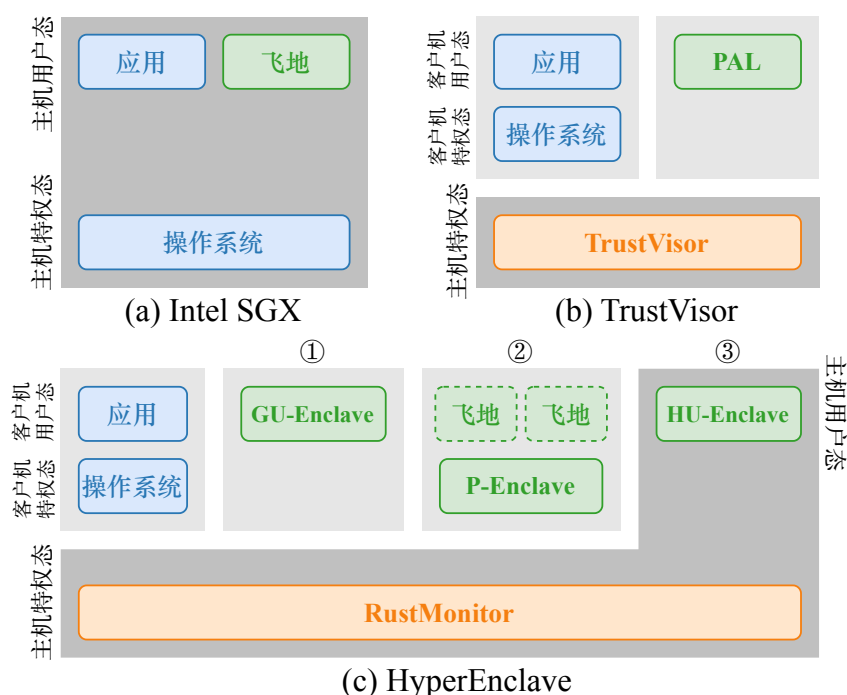 主机用户态
应用
飞地
主机特权态
操作系统
(a) Intel SGX
客户机
用户态
应用
PAL
客户机
特权态
操作系统
主机特权态
TrustVisor
(b) TrustVisor
①
②
③
客户机
用户态
应用
GU-Enclave
飞地
飞地
HU-Enclave
主机用户态
客户机
特权态
操作系统
P-Enclave
主机特权态
RustMonitor
(c) HyperEnclave